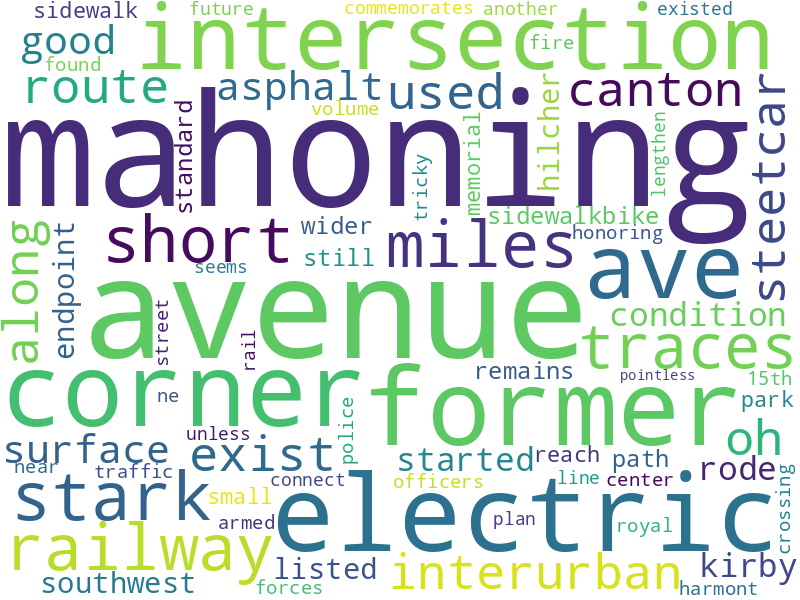 sidewalk future commemorates another existed
good intersection fire
found
route asphalt used canton
volume
mahoning
standard tricky memorial hilcher lengthen steetcar
short wider miles sidewalkbike honoring
along endpoint seems still ave
avenue condition
street rail traces
corner former remains pointless
ne 15th
park
police oh
surface exist unless started reach path rode
near traffic connect officers line center crossing
stark small electric
armed plan royal
railway listed interurban kirby
southwest forces harmont